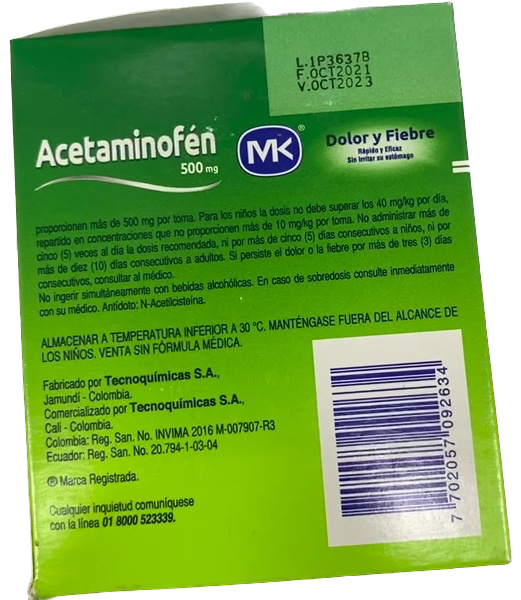 L.1P3637B
F.OCT2021
V.OCT2023
Acetaminofén
500 mg
MK®
Dolor y Fiebre
Rápido y Eficaz
Sin irritar su estómago
proporcionen más de 500 mg por toma. Para los niños la dosis no debe superar los 40 mg/kg por día,
repartido en concentraciones que no proporcionen más de 10 mg/kg por toma. No administrar más de
cinco (5) veces al día la dosis recomendada, ni por más de cinco (5) días consecutivos a niños, ni por
más de diez (10) días consecutivos a adultos. Si persiste el dolor o la fiebre por más de tres (3) días
consecutivos, consultar al médico.
No ingerir simultáneamente con bebidas alcohólicas. En caso de sobredosis consulte inmediatamente
con su médico. Antídoto: N-Acetilcisteína.
ALMACENAR A TEMPERATURA INFERIOR A 30 °C. MANTÉNGASE FUERA DEL ALCANCE DE
LOS NIÑOS. VENTA SIN FÓRMULA MÉDICA.
Fabricado por Tecnoquímicas S.A.,
Jamundí - Colombia.
Comercializado por Tecnoquímicas S.A.,
Cali - Colombia.
Colombia: Reg. San. No. INVIMA 2016 M-007907-R3
Ecuador: Reg. San. No. 20.794-1-03-04
® Marca Registrada.
Cualquier inquietud comuníquese
con la línea 01 8000 523339.
7 702057 092634